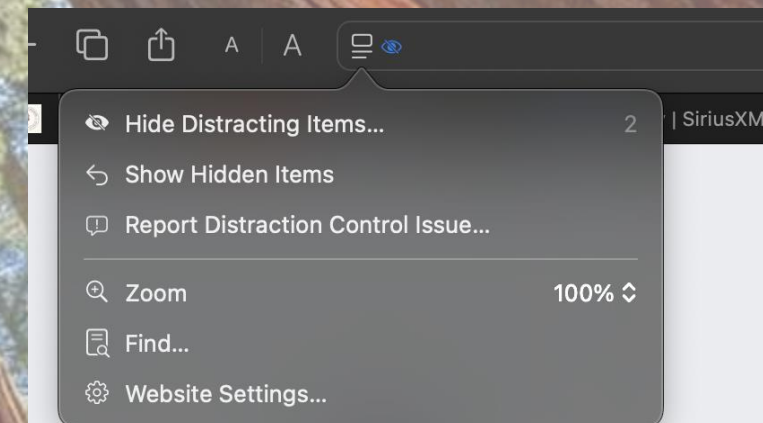 A A
Hide Distracting Items... 2
| SiriusXM
Show Hidden Items
Report Distraction Control Issue...
Zoom 100%
Find...
Website Settings...